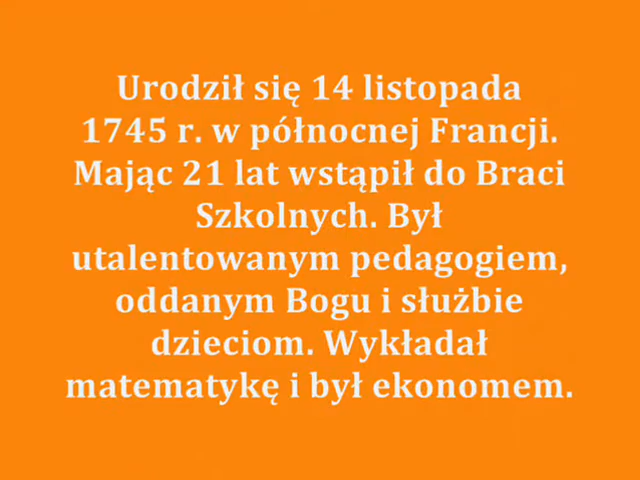 Urodził się 14 listopada
1745 r. w północnej Francji.
Mając 21 lat wstąpił do Braci
Szkolnych. Był
utalentowanym pedagogiem,
oddanym Bogu i służbie
dzieciom. Wykładał
matematykę i był ekonomem.